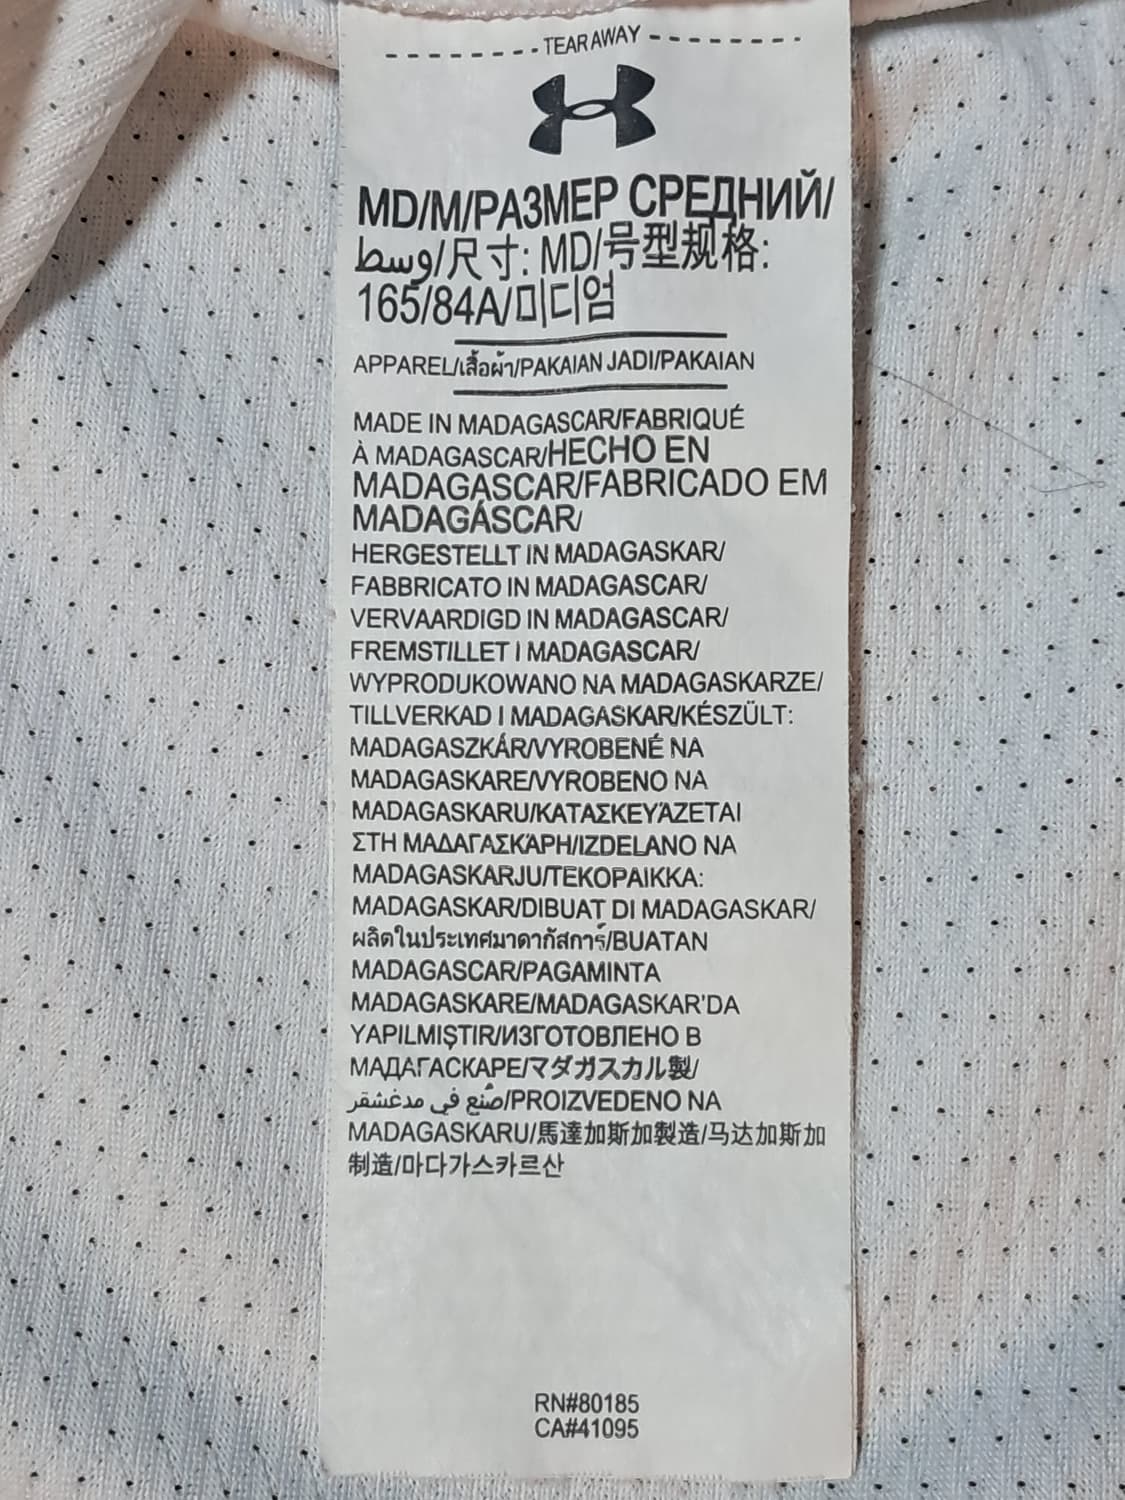 TEAR AWAY
MD/M/РАЗМЕР СРЕДНИЙ/
وسط/尺寸: MD/号型规格:
165/84A/미디엄
APPAREL/เสื้อผ้า/PAKAIAN JADI/PAKAIAN
MADE IN MADAGASCAR/FABRIQUÉ
À MADAGASCAR/HECHO EN
MADAGASCAR/FABRICADO EM
MADAGÁSCAR/
HERGESTELLT IN MADAGASKAR/
FABBRICATO IN MADAGASCAR/
VERVAARDIGD IN MADAGASCAR/
FREMSTILLET I MADAGASCAR/
WYPRODUKOWANO NA MADAGASKARZE/
TILLVERKAD I MADAGASKAR/KÉSZÜLT:
MADAGASZKÁR/VYROBENÉ NA
MADAGASKARE/VYROBENO NA
MADAGASKARU/ΚΑΤΑΣΚΕΥΆΖΕΤΑΙ
ΣΤΗ ΜΑΔΑΓΑΣΚΆΡΗ/IZDELANO NA
MADAGASKARJU/TEKOPAIKKA:
MADAGASKAR/DIBUAT DI MADAGASKAR/
ผลิตในประเทศมาดากัสการ์/BUATAN
MADAGASCAR/PAGAMINTA
MADAGASKARE/MADAGASKAR'DA
YAPILMIŞTIR/ИЗГОТОВЛЕНО В
МАДАГАСКАРЕ/マダガスカル製/
صُنع في مدغشقر/PROIZVEDENO NA
MADAGASKARU/馬達加斯加製造/马达加斯加
制造/마다가스카르산
RN#80185
CA#41095